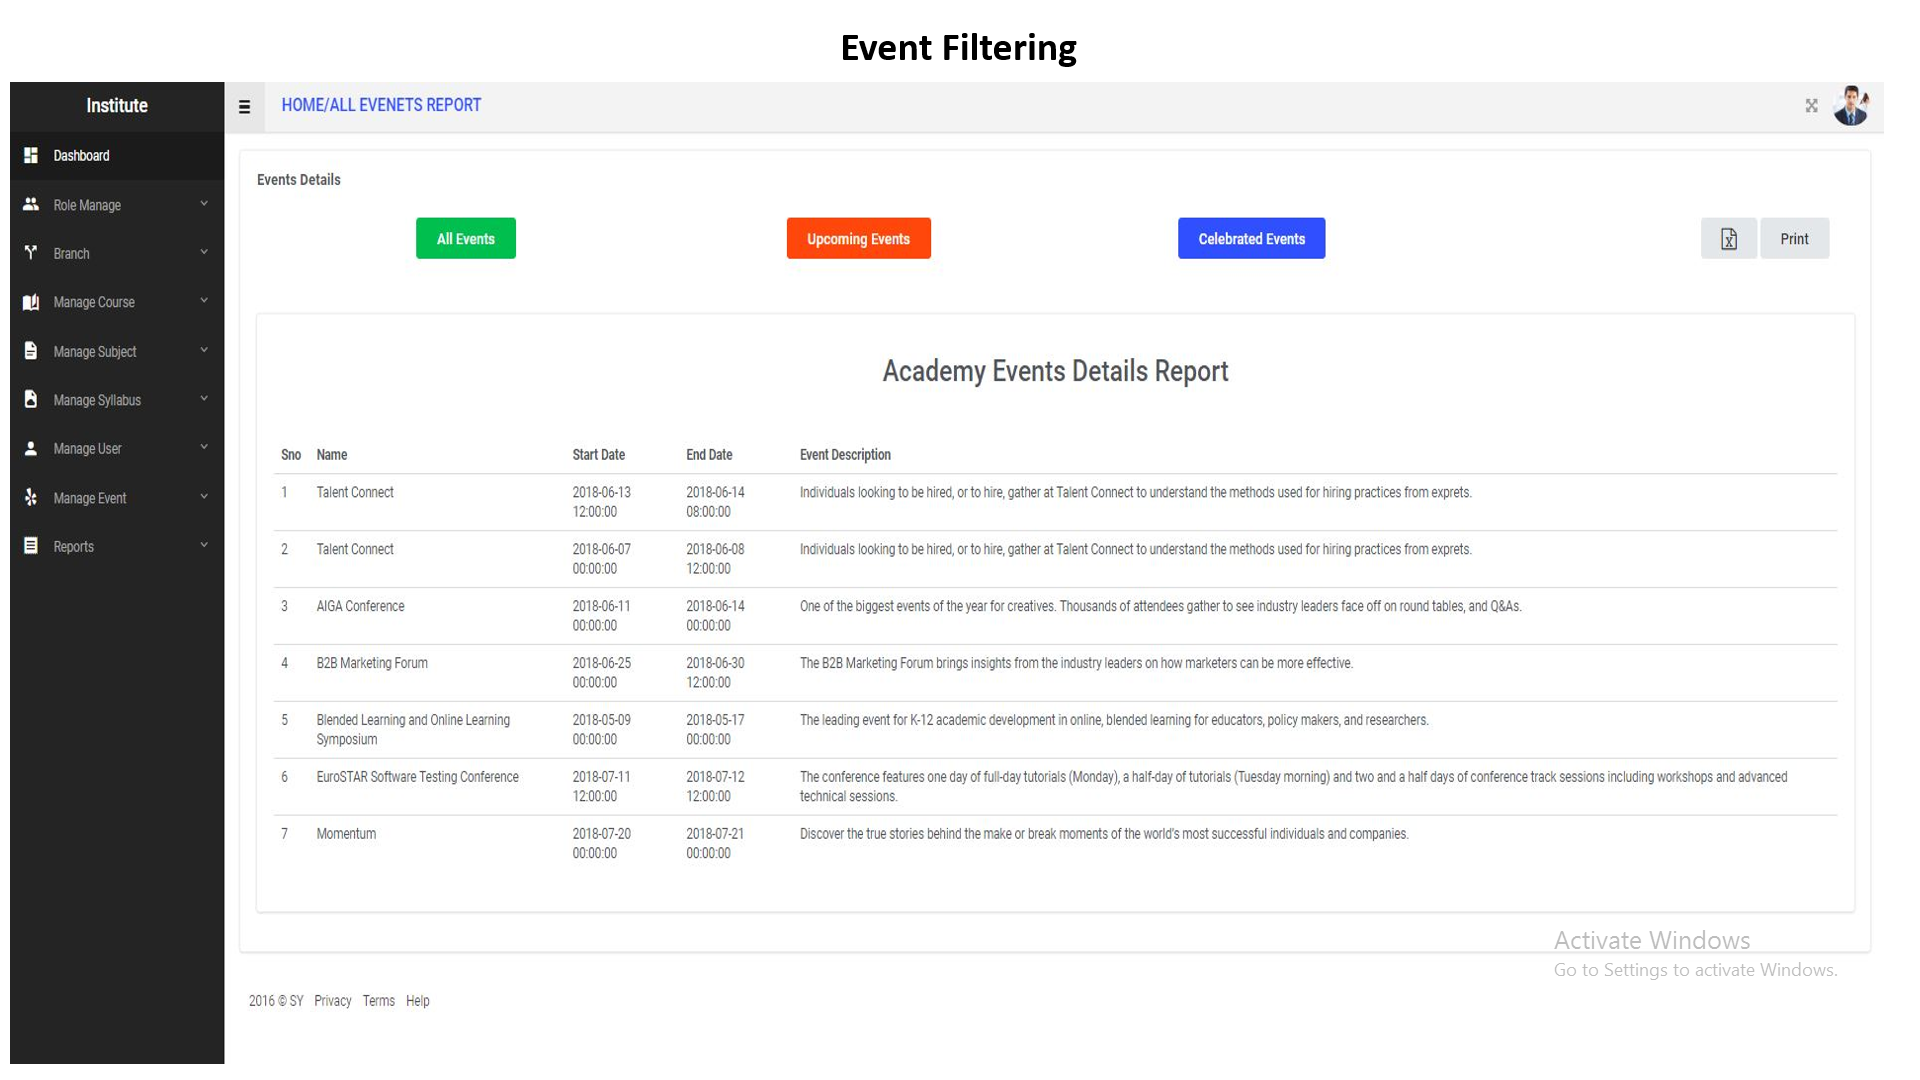 Event Filtering
Institute
HOME/ALL EVENETS REPORT
Dashboard
Role Manage
Branch
Manage Course
Manage Subject
Manage Syllabus
Manage User
Manage Event
Reports
Events Details
All Events
Upcoming Events
Celebrated Events
Print
Academy Events Details Report
Sno Name Start Date End Date Event Description
1 Talent Connect 2018-06-13 2018-06-14 Individuals looking to be hired, or to hire, gather at Talent Connect to understand the methods used for hiring practices from exprets.
12:00:00 08:00:00
2 Talent Connect 2018-06-07 2018-06-08 Individuals looking to be hired, or to hire, gather at Talent Connect to understand the methods used for hiring practices from exprets.
00:00:00 12:00:00
3 AIGA Conference 2018-06-11 2018-06-14 One of the biggest events of the year for creatives. Thousands of attendees gather to see industry leaders face off on round tables, and Q&As.
00:00:00 00:00:00
4 B2B Marketing Forum 2018-06-25 2018-06-30 The B2B Marketing Forum brings insights from the industry leaders on how marketers can be more effective.
00:00:00 12:00:00
5 Blended Learning and Online Learning 2018-05-09 2018-05-17 The leading event for K-12 academic development in online, blended learning for educators, policy makers, and researchers.
Symposium 00:00:00 00:00:00
6 EuroSTAR Software Testing Conference 2018-07-11 2018-07-12 The conference features one day of full-day tutorials (Monday), a half-day of tutorials (Tuesday morning) and two and a half days of conference track sessions including workshops and advanced
12:00:00 12:00:00 technical sessions.
7 Momentum 2018-07-20 2018-07-21 Discover the true stories behind the make or break moments of the world's most successful individuals and companies.
00:00:00 00:00:00
Activate Windows
Go to Settings to activate Windows.
2016 © SY Privacy Terms Help